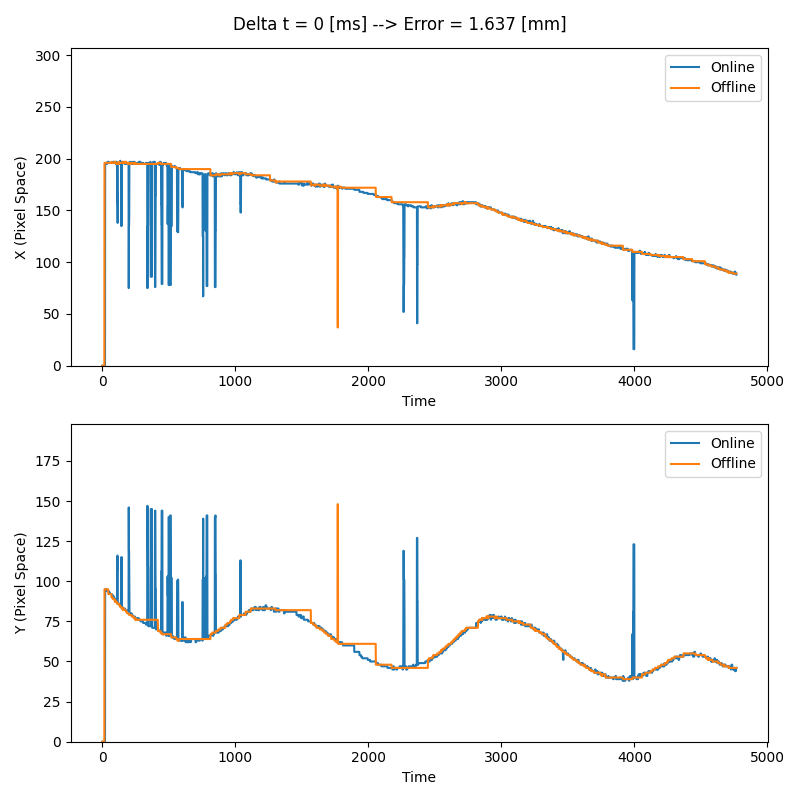 Delta t = 0 [ms] --> Error = 1.637 [mm]
300
250
200
150
100
50
0
X (Pixel Space)
Online
Offline
0 1000 2000 3000 4000 5000
Time
175
150
125
100
75
50
25
0
Y (Pixel Space)
Online
Offline
0 1000 2000 3000 4000 5000
Time